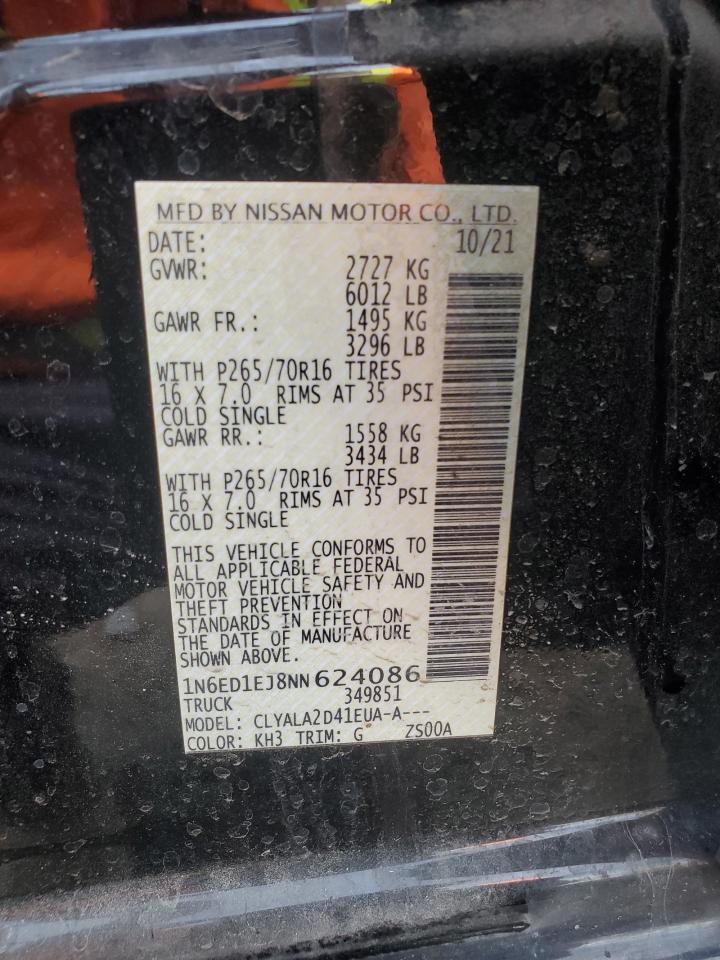 MFD BY NISSAN MOTOR CO., LTD.
DATE: 10/21
GVWR: 2727 KG
6012 LB
GAWR FR.: 1495 KG
3296 LB
WITH P265/70R16 TIRES
16 X 7.0 RIMS AT 35 PSI
COLD SINGLE
GAWR RR.: 1558 KG
3434 LB
WITH P265/70R16 TIRES
16 X 7.0 RIMS AT 35 PSI
COLD SINGLE
THIS VEHICLE CONFORMS TO
ALL APPLICABLE FEDERAL
MOTOR VEHICLE SAFETY AND
THEFT PREVENTION
STANDARDS IN EFFECT ON
THE DATE OF MANUFACTURE
SHOWN ABOVE.
1N6ED1EJ8NN624086
TRUCK 349851
MODEL: CLYALA2D41EUA-A---
COLOR: KH3 TRIM: G ZS00A